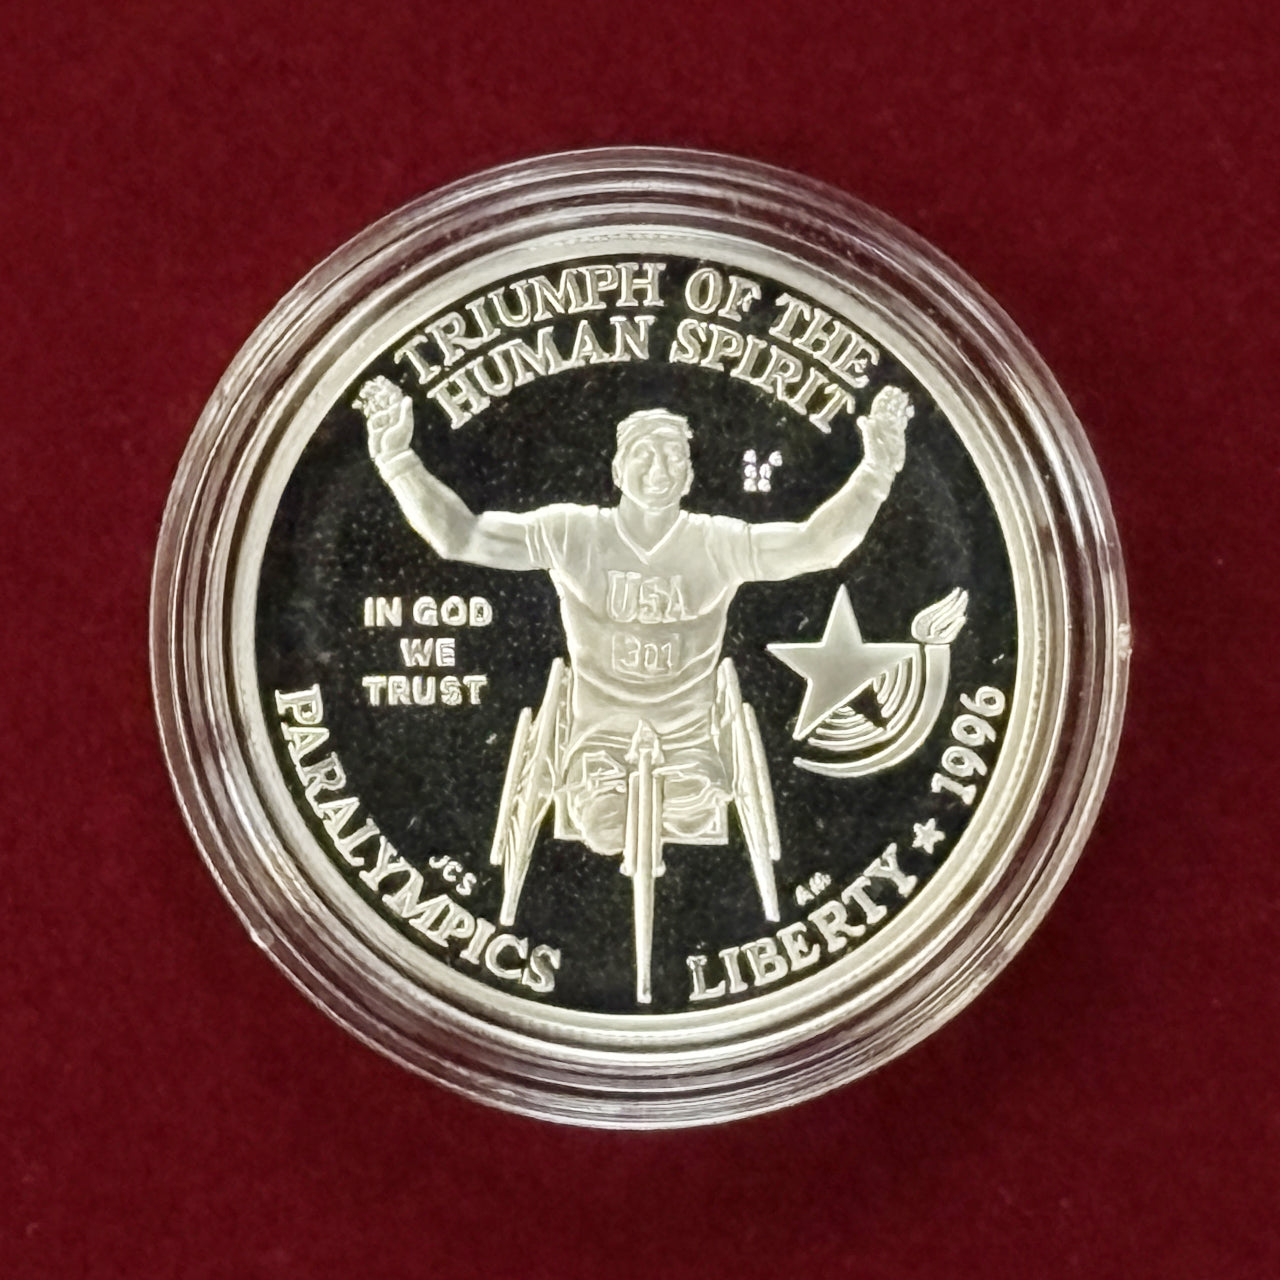 TRIUMPH OF THE
HUMAN SPIRIT
USA
301
IN GOD
WE
TRUST
PARALYMPICS
JCS
LIBERTY ★ 1996